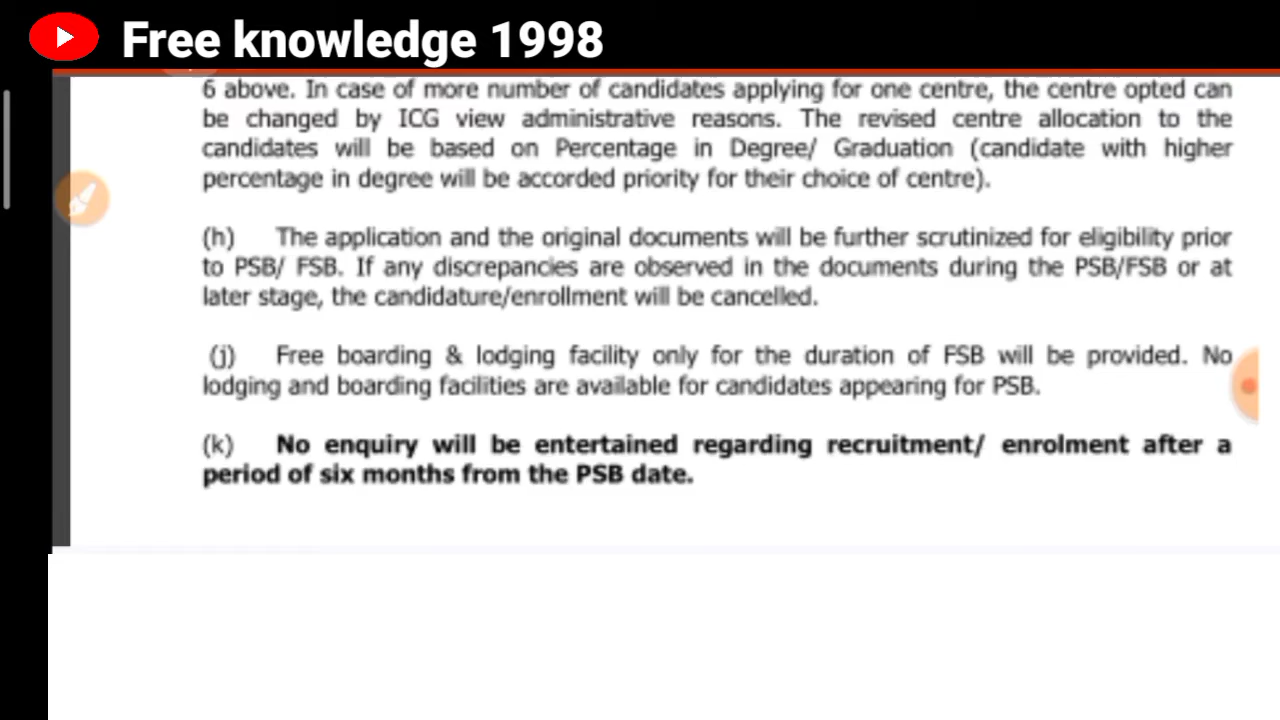 Free knowledge 1998
6 above. In case of more number of candidates applying for one centre, the centre opted can
be changed by ICG view administrative reasons. The revised centre allocation to the
candidates will be based on Percentage in Degree/ Graduation (candidate with higher
percentage in degree will be accorded priority for their choice of centre).
(h) The application and the original documents will be further scrutinized for eligibility prior
to PSB/ FSB. If any discrepancies are observed in the documents during the PSB/FSB or at
later stage, the candidature/enrollment will be cancelled.
(j) Free boarding & lodging facility only for the duration of FSB will be provided. No
lodging and boarding facilities are available for candidates appearing for PSB.
(k) No enquiry will be entertained regarding recruitment/ enrolment after a
period of six months from the PSB date.